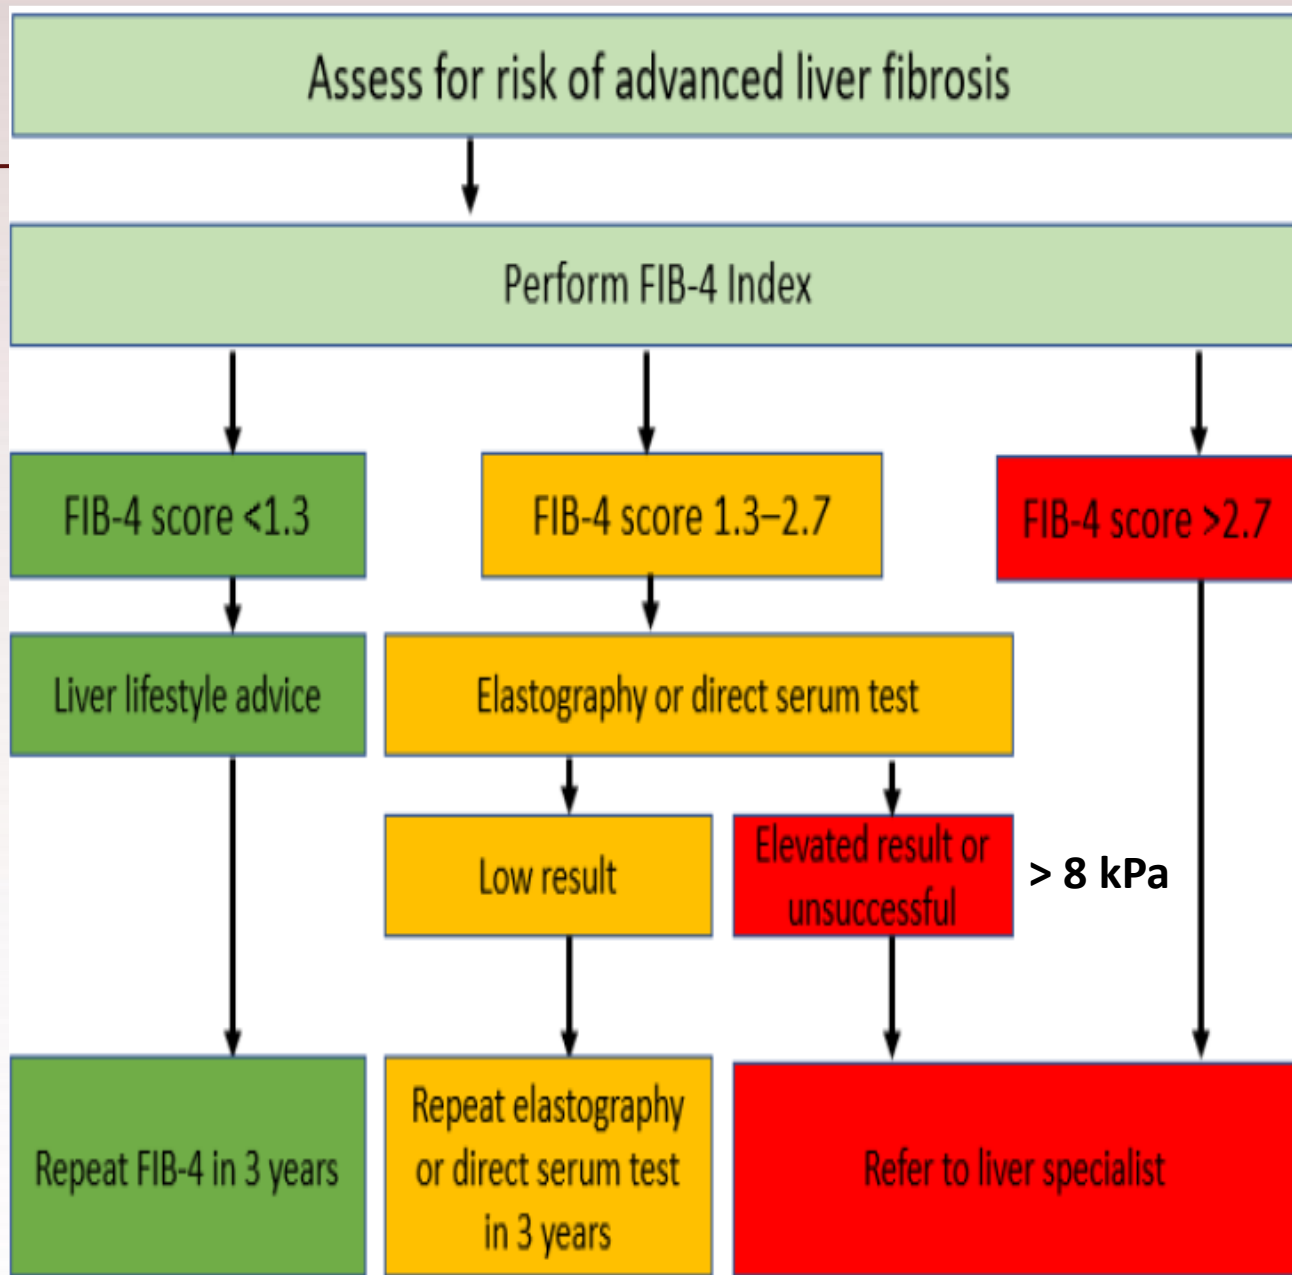 Assess for risk of advanced liver fibrosis
Perform FIB-4 Index
FIB-4 score <1.3
FIB-4 score 1.3–2.7
FIB-4 score >2.7
Liver lifestyle advice
Elastography or direct serum test
Low result
Elevated result or
unsuccessful
> 8 kPa
Repeat FIB-4 in 3 years
Repeat elastography
or direct serum test
in 3 years
Refer to liver specialist